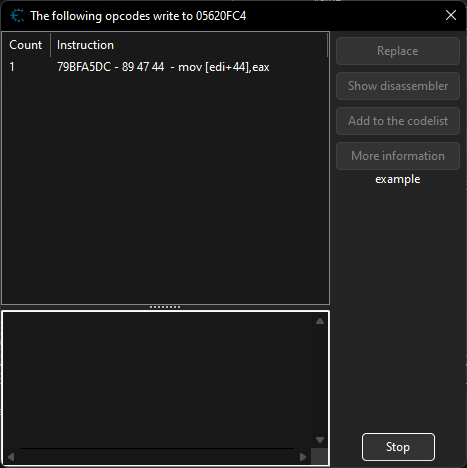 The following opcodes write to 05620FC4
Count Instruction
1 79BFA5DC - 89 47 44 - mov [edi+44],eax
Replace
Show disassembler
Add to the codelist
More information
example
Stop